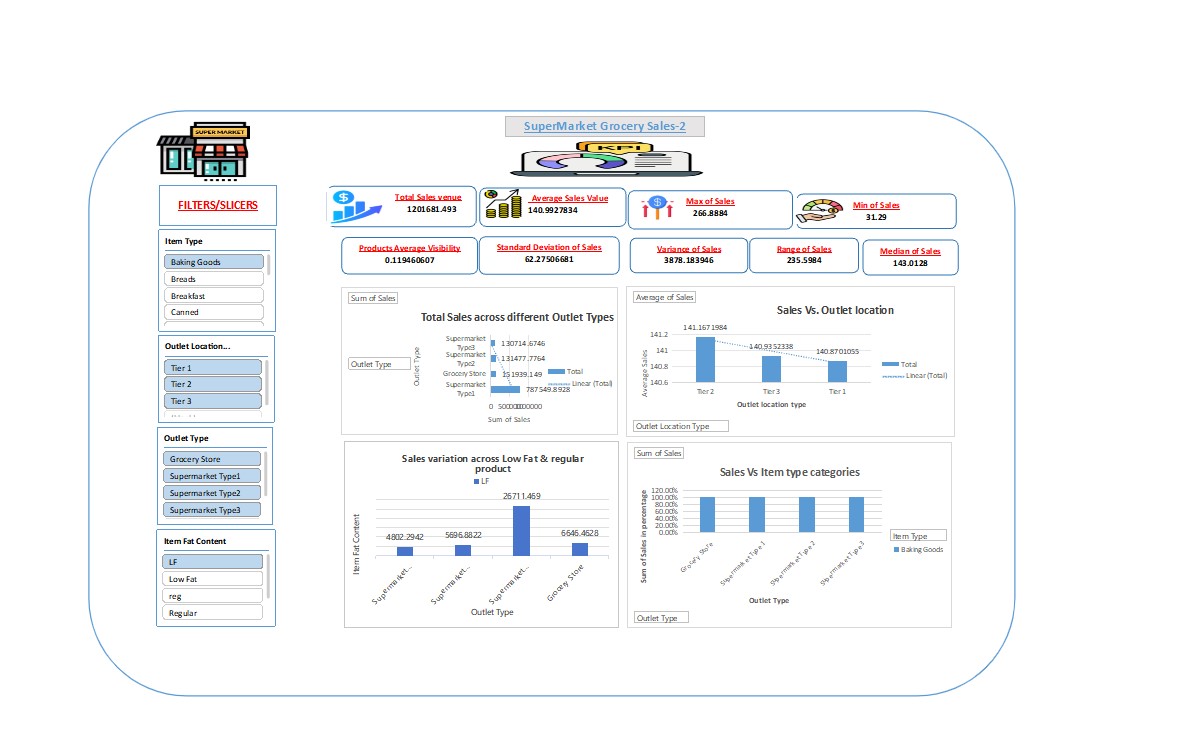 SuperMarket Grocery Sales-2
SUPER MARKET
KPI
FILTERS/SLICERS
Total Sales venue
1201681.493
Average Sales Value
140.9927834
Max of Sales
266.8884
Min of Sales
31.29
Products Average Visibility
0.119460607
Standard Deviation of Sales
62.27506681
Variance of Sales
3878.183946
Range of Sales
235.5984
Median of Sales
143.0128
Item Type
Baking Goods
Breads
Breakfast
Canned
Outlet Location...
Tier 1
Tier 2
Tier 3
Outlet Type
Grocery Store
Supermarket Type1
Supermarket Type2
Supermarket Type3
Item Fat Content
LF
Low Fat
reg
Regular
Sum of Sales
Total Sales across different Outlet Types
Outlet Type
Outlet Type
Supermarket
Type3
Supermarket
Type2
Grocery Store
Supermarket
Type1
130714.6746
131477.7764
151939.149
787549.8928
Total
Linear (Total)
0 500000 1000000
Sum of Sales
Average of Sales
Sales Vs. Outlet location
Average Sales
141.2
141
140.8
140.6
141.1671984
140.9352338
140.8701055
Tier 2
Tier 3
Tier 1
Total
Linear (Total)
Outlet location type
Outlet Location Type
Sales variation across Low Fat & regular
product
LF
Item Fat Content
4802.2942
5696.8822
26711.469
6646.4628
Supermarket...
Supermarket...
Supermarket...
Grocery Store
Outlet Type
Sum of Sales
Sales Vs Item type categories
Sum of Sales in percentage
120.00%
100.00%
80.00%
60.00%
40.00%
20.00%
0.00%
Grocery Store
Supermarket Type1
Supermarket Type2
Supermarket Type3
Item Type
Baking Goods
Outlet Type
Outlet Type